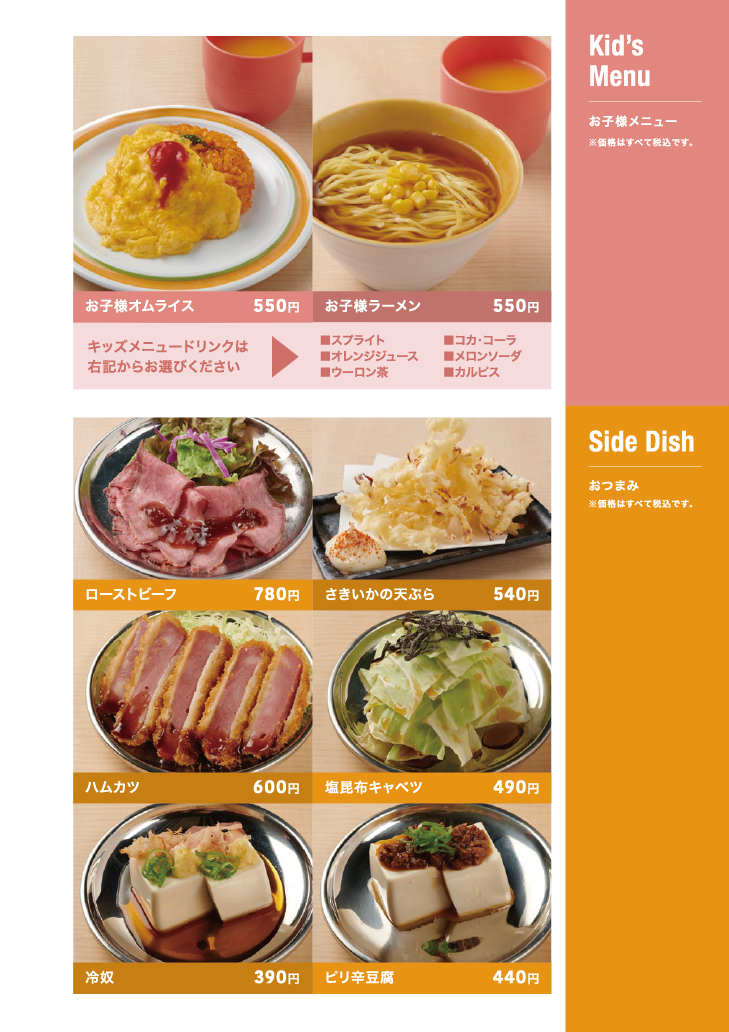 Kid's
Menu
お子様メニュー
※価格はすべて税込です。
お子様オムライス 550円
お子様ラーメン 550円
キッズメニュードリンクは
右記からお選びください
■スプライト
■オレンジジュース
■ウーロン茶
■コカ・コーラ
■メロンソーダ
■カルピス
Side Dish
おつまみ
※価格はすべて税込です。
ローストビーフ 780円
さきいかの天ぷら 540円
ハムカツ 600円
塩昆布キャベツ 490円
冷奴 390円
ピリ辛豆腐 440円